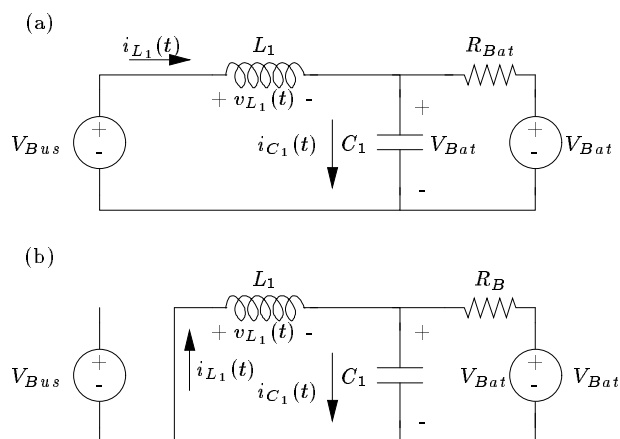 (a)
i_{L_1}(t)
L_1
R_{Bat}
+ v_{L_1}(t) -
+
V_{Bus}
+
-
i_{C_1}(t)
C_1
V_{Bat}
+
-
V_{Bat}
-
(b)
L_1
R_B
+ v_{L_1}(t) -
+
V_{Bus}
+
-
i_{L_1}(t)
i_{C_1}(t)
C_1
V_{Bat}
+
-
V_{Bat}
-